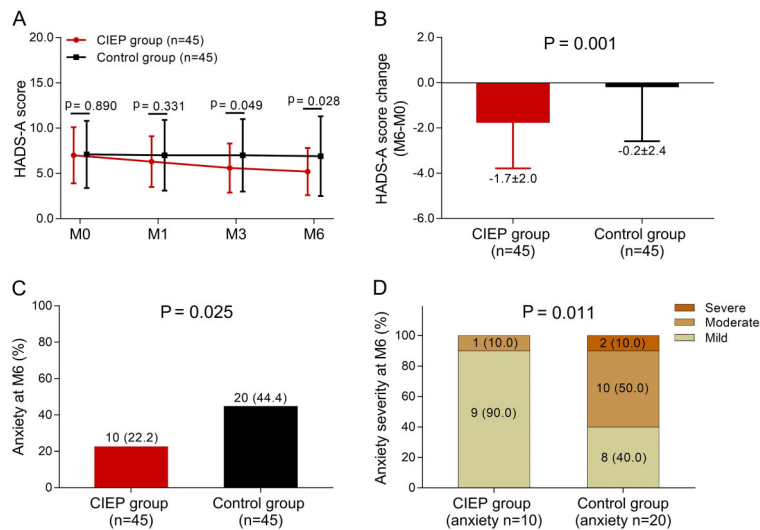 A
CIEP group (n=45)
Control group (n=45)
HADS-A score
20.0
15.0
10.0
5.0
0.0
p = 0.890
p = 0.331
p = 0.049
p = 0.028
M0
M1
M3
M6
B
P = 0.001
HADS-A score change
(M6-M0)
2.0
0.0
-2.0
-4.0
-6.0
-1.7±2.0
-0.2±2.4
CIEP group
(n=45)
Control group
(n=45)
C
P = 0.025
Anxiety at M6 (%)
100
80
60
40
20
0
10 (22.2)
20 (44.4)
CIEP group
(n=45)
Control group
(n=45)
D
P = 0.011
Severe
Moderate
Mild
Anxiety severity at M6 (%)
100
80
60
40
20
0
1 (10.0)
9 (90.0)
2 (10.0)
10 (50.0)
8 (40.0)
CIEP group
(anxiety n=10)
Control group
(anxiety n=20)